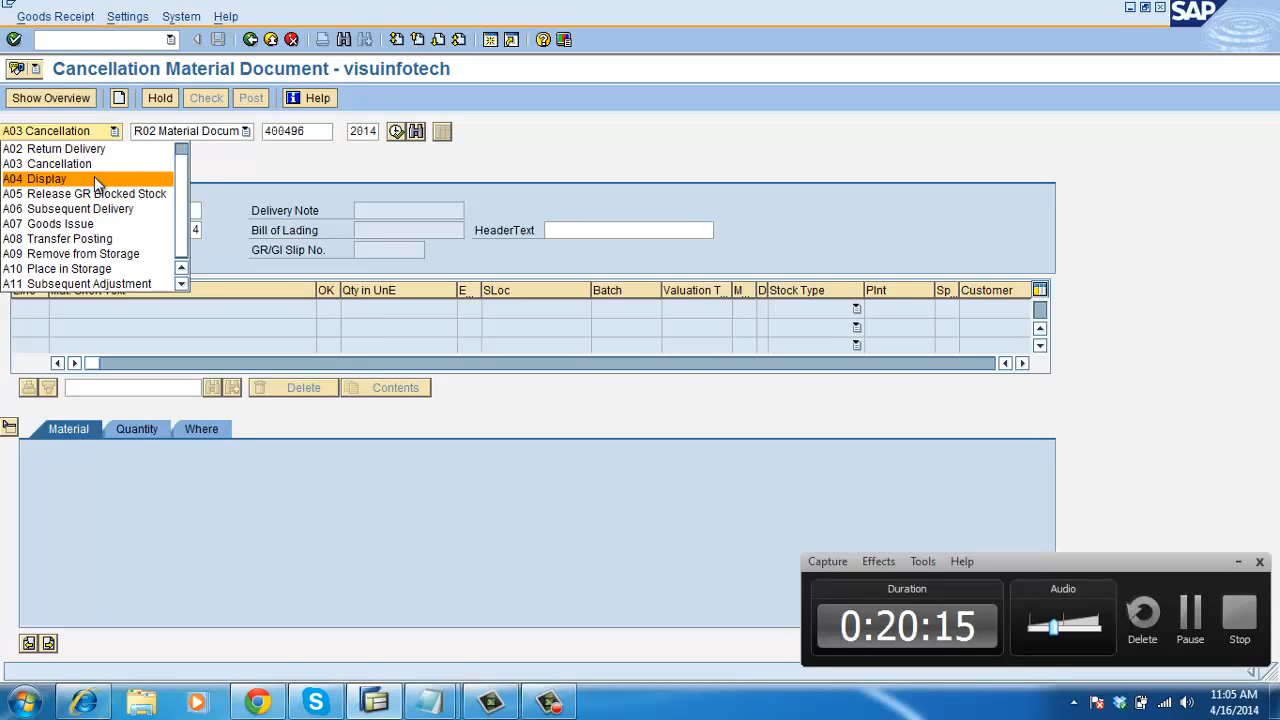 Goods Receipt Settings System Help
SAP
Cancellation Material Document - visuinfotech
Show Overview Hold Check Post Help
A03 Cancellation R02 Material Docum 400496 2014
A02 Return Delivery
A03 Cancellation
A04 Display
A05 Release GR Blocked Stock
A06 Subsequent Delivery
A07 Goods Issue
A08 Transfer Posting
A09 Remove from Storage
A10 Place in Storage
A11 Subsequent Adjustment
Delivery Note
4 Bill of Lading HeaderText
GR/GI Slip No.
OK Qty in UnE E... SLoc Batch Valuation T... M... D Stock Type Plnt Sp... Customer
Delete Contents
Material Quantity Where
Capture Effects Tools Help
Duration Audio
0:20:15
Delete Pause Stop
11:05 AM
4/16/2014